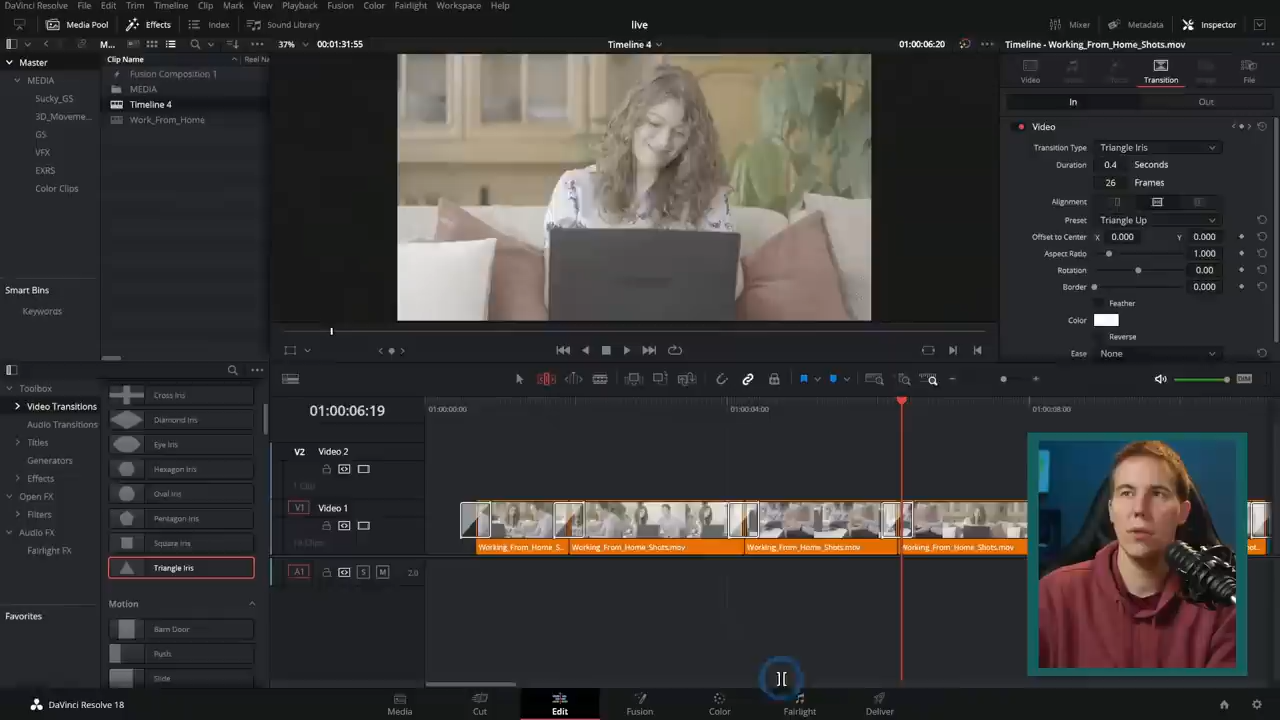 DaVinci Resolve File Edit Trim Timeline Clip Mark View Playback Fusion Color Fairlight Workspace Help
Media Pool Effects Index Sound Library live Mixer Metadata Inspector
M... 37% 00:01:31:55 Timeline 4 01:00:06:20 Timeline - Working_From_Home_Shots.mov
Master
MEDIA
Sucky_GS
3D_Moveme...
GS
VFX
EXRS
Color Clips
Smart Bins
Keywords
Clip Name Reel Na
Fusion Composition 1
MEDIA
Timeline 4
Work_From_Home
Video Transition File
In Out
Video
Transition Type Triangle Iris
Duration 0.4 Seconds
26 Frames
Alignment
Preset Triangle Up
Offset to Center X 0.000 Y 0.000
Aspect Ratio 1.000
Rotation 0.00
Border 0.000
Feather
Color
Reverse
Ease None
DIM
Toolbox
Video Transitions
Audio Transitions
Titles
Generators
Effects
Open FX
Filters
Audio FX
Fairlight FX
Favorites
Cross Iris
Diamond Iris
Eye Iris
Hexagon Iris
Oval Iris
Pentagon Iris
Square Iris
Triangle Iris
Motion
Barn Door
Push
Slide
01:00:06:19
01:00:00:00 01:00:04:00 01:00:08:00
V2 Video 2
1 Clip
V1 Video 1
Working_From_Home_S... Working_From_Home_Shots.mov Working_From_Home_Shots.mov Working_From_Home_Shots.mov
A1 S M 2.0
DaVinci Resolve 18
Media Cut Edit Fusion Color Fairlight Deliver